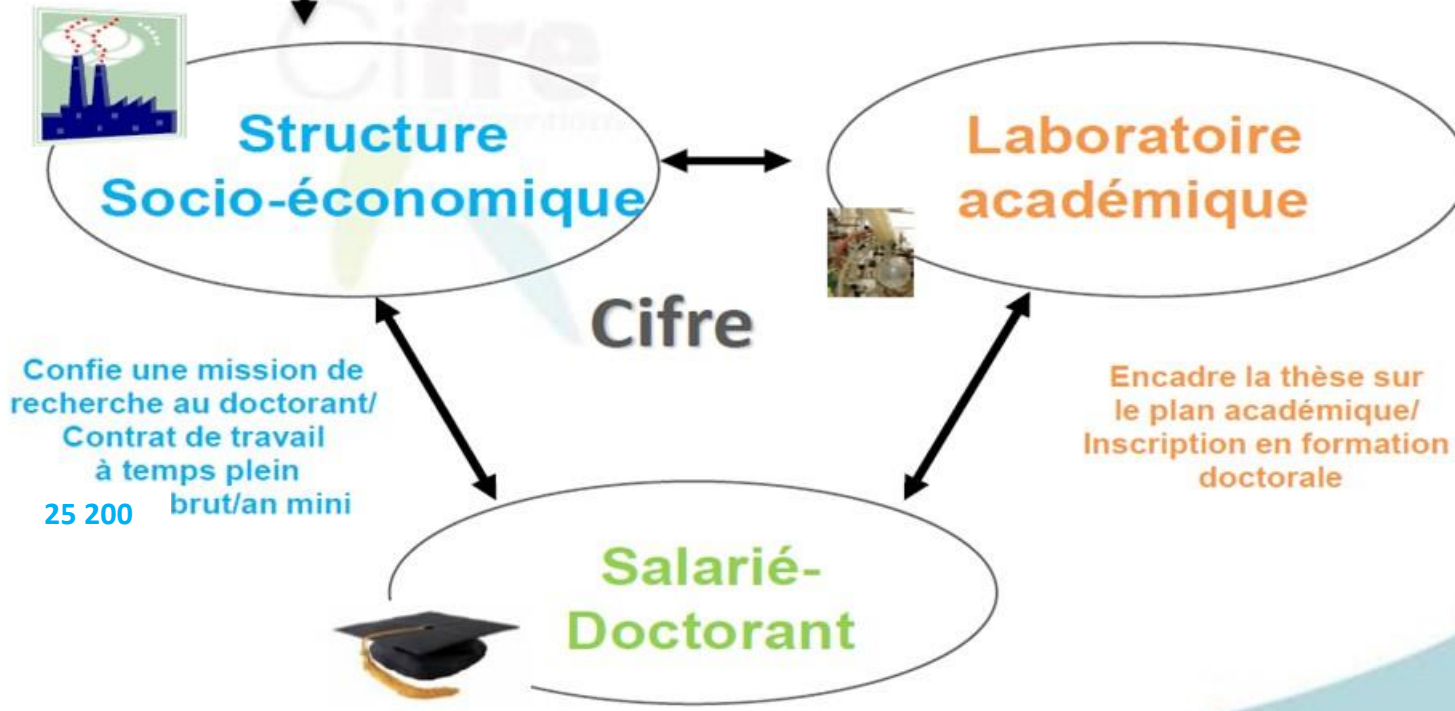 Cifre
Structure
Socio-économique
Laboratoire
académique
Cifre
Confie une mission de
recherche au doctorant/
Contrat de travail
à temps plein
25 200 brut/an mini
Encadre la thèse sur
le plan académique/
Inscription en formation
doctorale
Salarié-
Doctorant